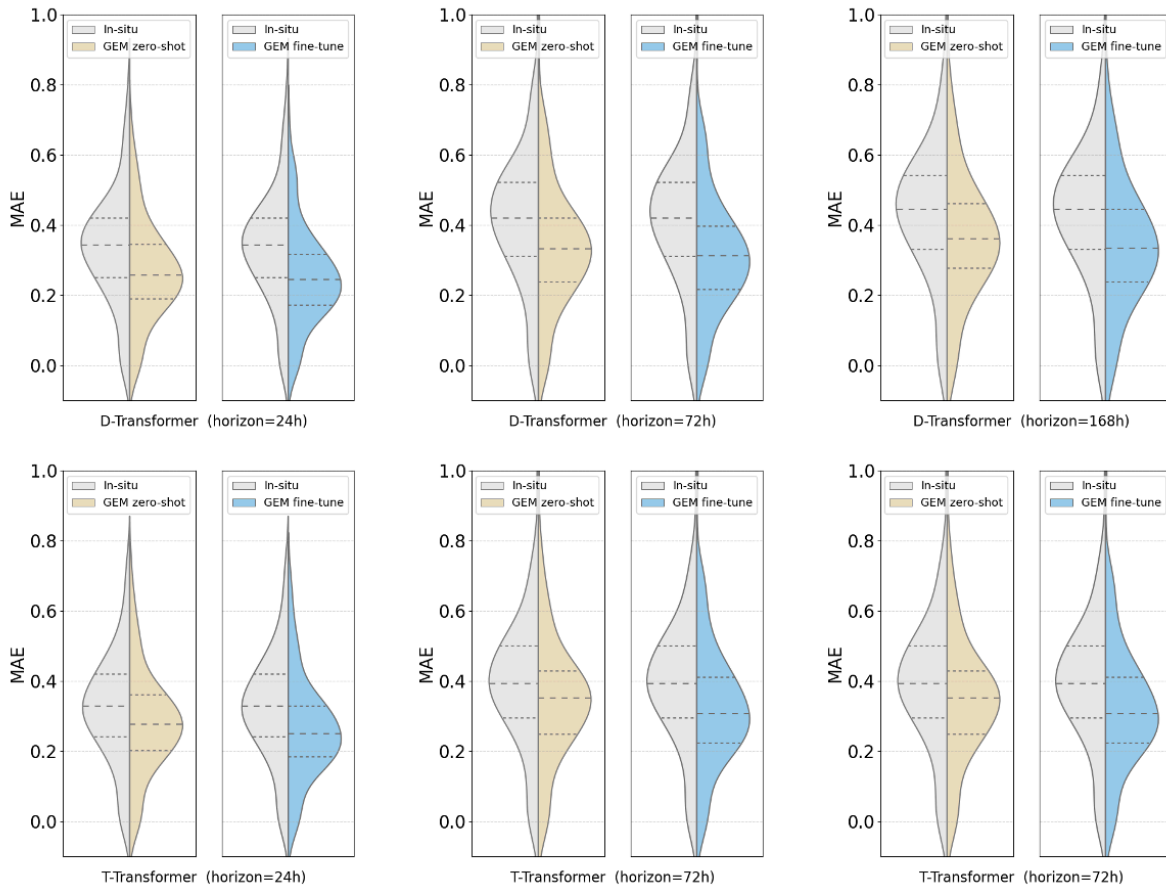 1.0
0.8
0.6
0.4
0.2
0.0
MAE
In-situ
GEM zero-shot
In-situ
GEM fine-tune
D-Transformer (horizon=24h)
1.0
0.8
0.6
0.4
0.2
0.0
MAE
In-situ
GEM zero-shot
In-situ
GEM fine-tune
D-Transformer (horizon=72h)
1.0
0.8
0.6
0.4
0.2
0.0
MAE
In-situ
GEM zero-shot
In-situ
GEM fine-tune
D-Transformer (horizon=168h)
1.0
0.8
0.6
0.4
0.2
0.0
MAE
In-situ
GEM zero-shot
In-situ
GEM fine-tune
T-Transformer (horizon=24h)
1.0
0.8
0.6
0.4
0.2
0.0
MAE
In-situ
GEM zero-shot
In-situ
GEM fine-tune
T-Transformer (horizon=72h)
1.0
0.8
0.6
0.4
0.2
0.0
MAE
In-situ
GEM zero-shot
In-situ
GEM fine-tune
T-Transformer (horizon=72h)